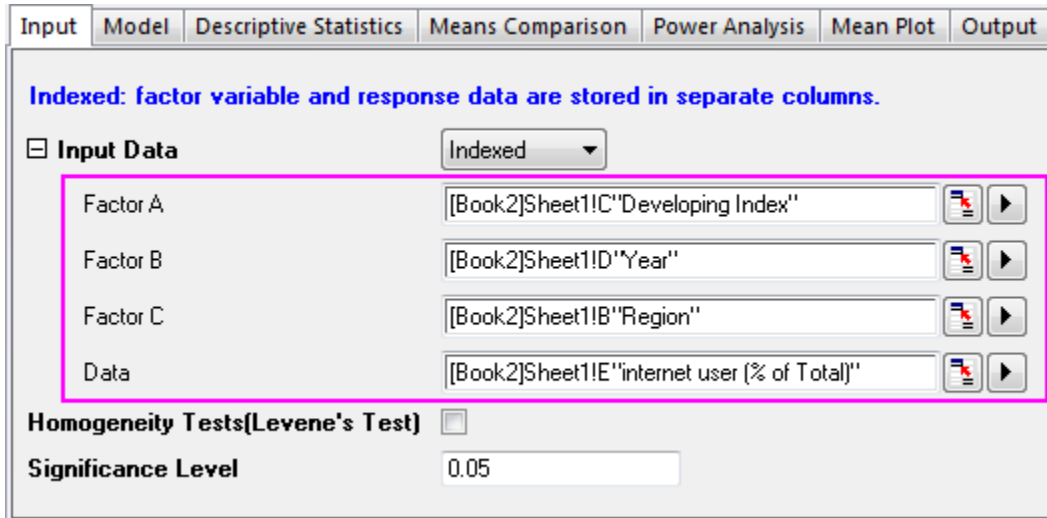 Input Model Descriptive Statistics Means Comparison Power Analysis Mean Plot Output
Indexed: factor variable and response data are stored in separate columns.
Input Data Indexed
Factor A [Book2]Sheet1!C"Developing Index"
Factor B [Book2]Sheet1!D"Year"
Factor C [Book2]Sheet1!B"Region"
Data [Book2]Sheet1!E"internet user (% of Total)"
Homogeneity Tests(Levene's Test)
Significance Level 0.05